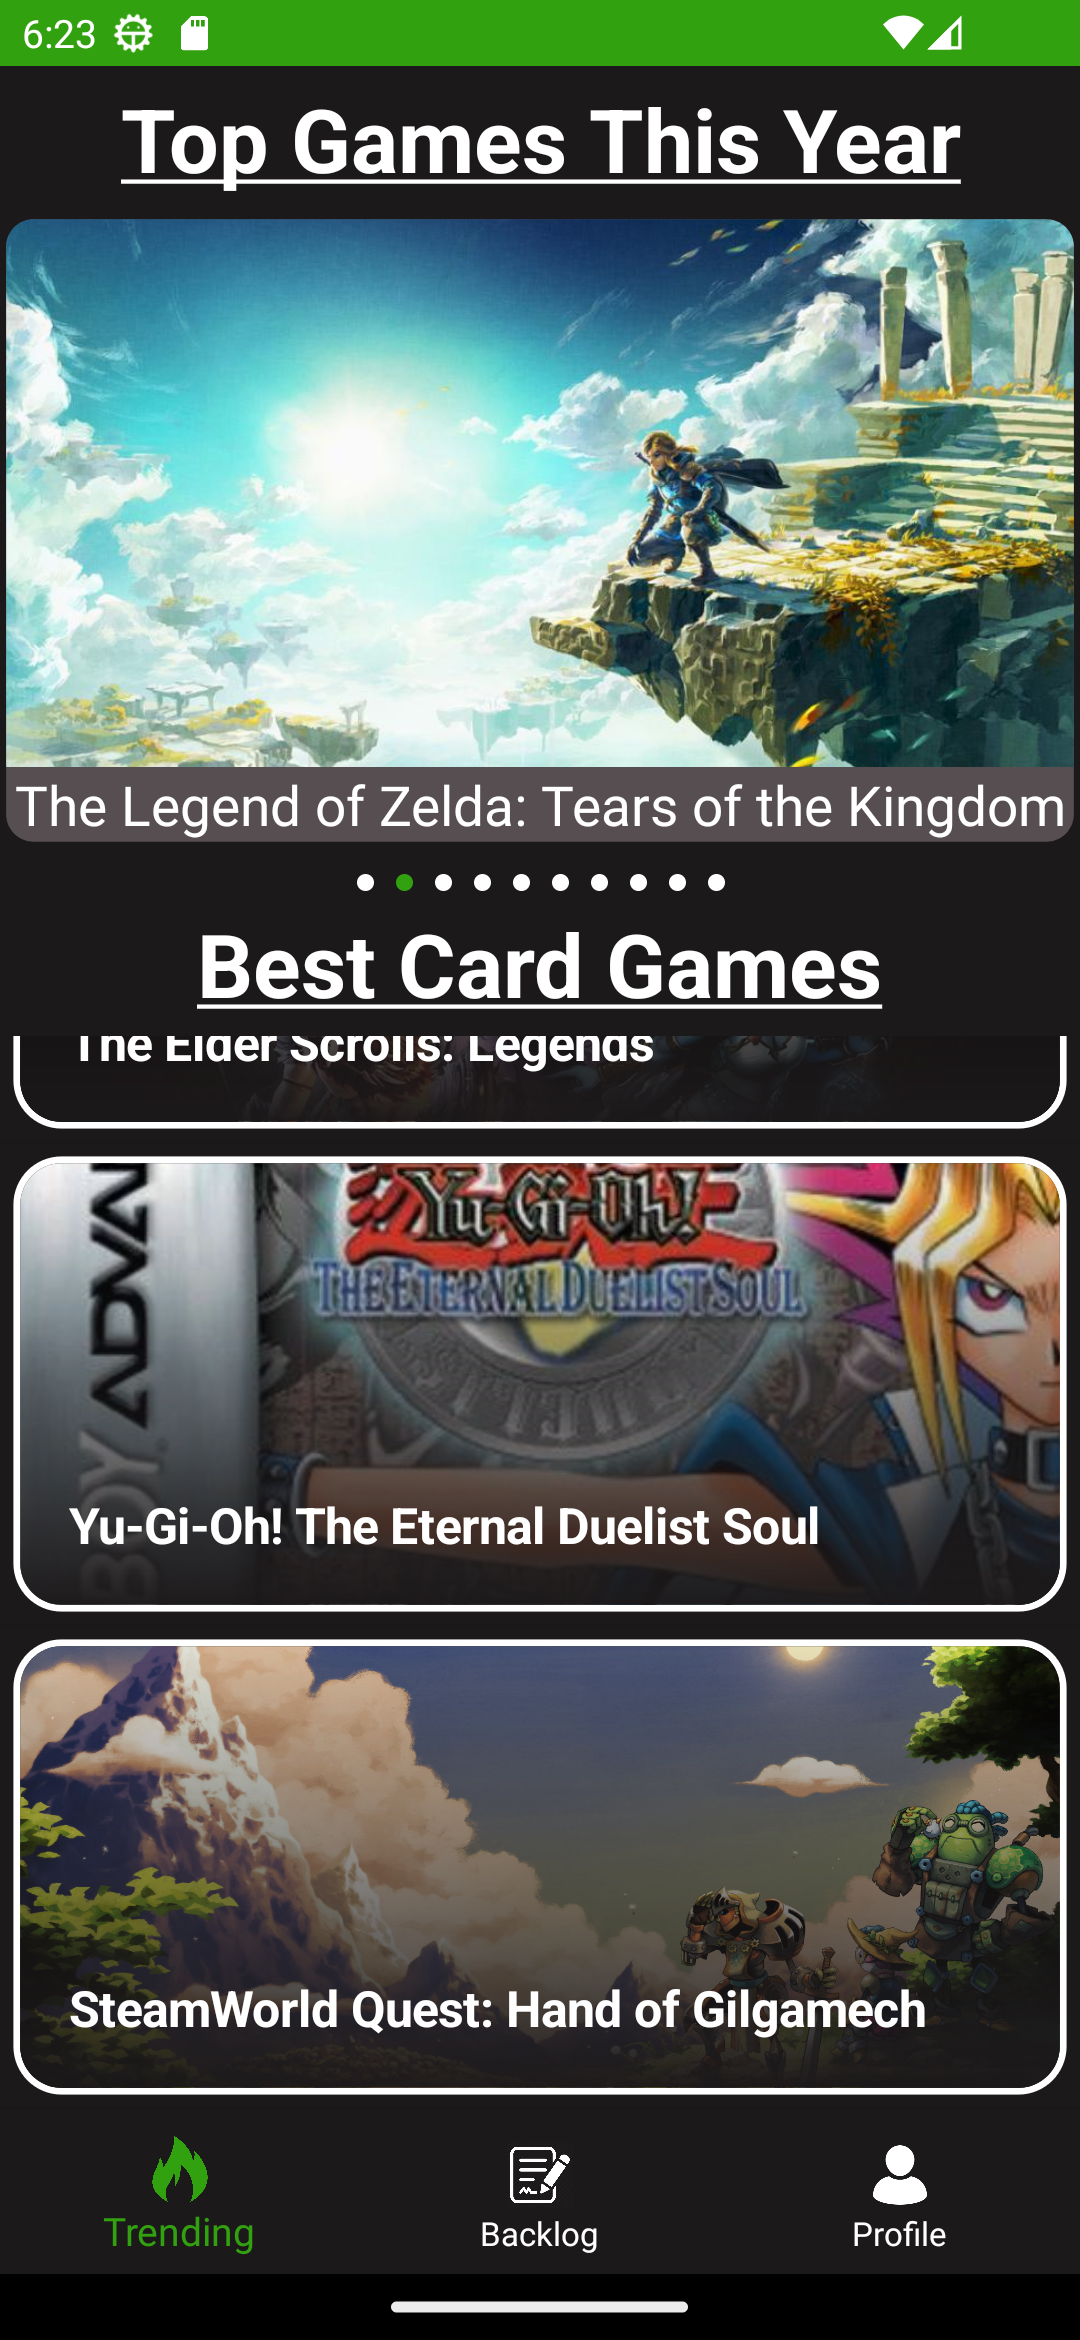 6:23
Top Games This Year
The Legend of Zelda: Tears of the Kingdom
Best Card Games
The Elder Scrolls: Legends
ADVAN
BOY
Yu-Gi-Oh!
THE ETERNAL DUELIST SOUL
Yu-Gi-Oh! The Eternal Duelist Soul
SteamWorld Quest: Hand of Gilgamech
Trending
Backlog
Profile